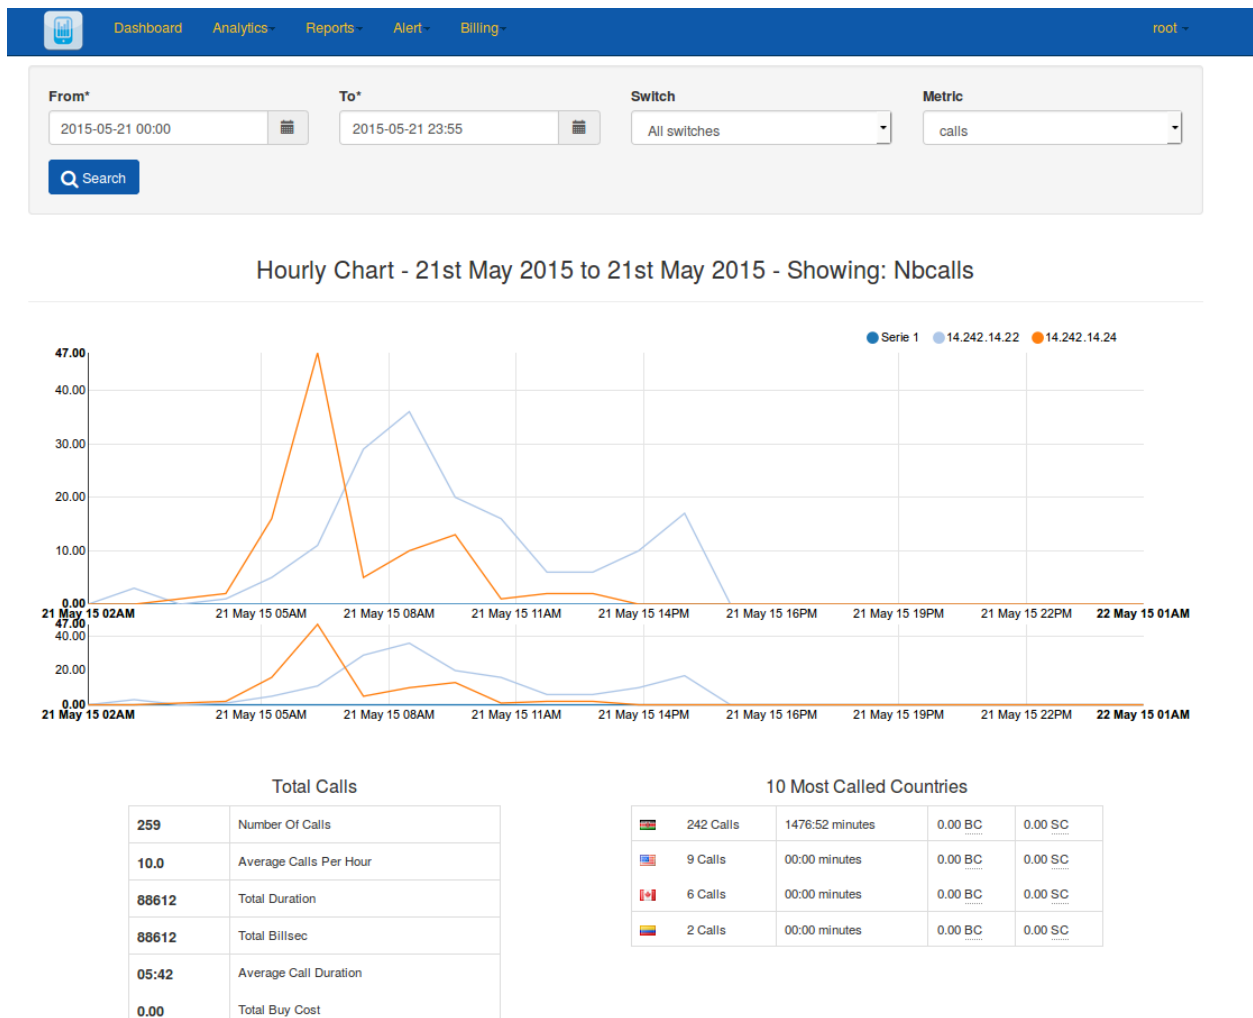 Dashboard Analytics Reports Alert Billing root
From* To* Switch Metric
2015-05-21 00:00 2015-05-21 23:55 All switches calls
Search
Hourly Chart - 21st May 2015 to 21st May 2015 - Showing: Nbcalls
Serie 1 14.242.14.22 14.242.14.24
47.00
40.00
30.00
20.00
10.00
0.00
21 May 15 02AM 21 May 15 05AM 21 May 15 08AM 21 May 15 11AM 21 May 15 14PM 21 May 15 16PM 21 May 15 19PM 21 May 15 22PM 22 May 15 01AM
47.00
40.00
20.00
0.00
21 May 15 02AM 21 May 15 05AM 21 May 15 08AM 21 May 15 11AM 21 May 15 14PM 21 May 15 16PM 21 May 15 19PM 21 May 15 22PM 22 May 15 01AM
Total Calls
259 Number Of Calls
10.0 Average Calls Per Hour
88612 Total Duration
88612 Total Billsec
05:42 Average Call Duration
0.00 Total Buy Cost
10 Most Called Countries
242 Calls 1476:52 minutes 0.00 BC 0.00 SC
9 Calls 00:00 minutes 0.00 BC 0.00 SC
6 Calls 00:00 minutes 0.00 BC 0.00 SC
2 Calls 00:00 minutes 0.00 BC 0.00 SC